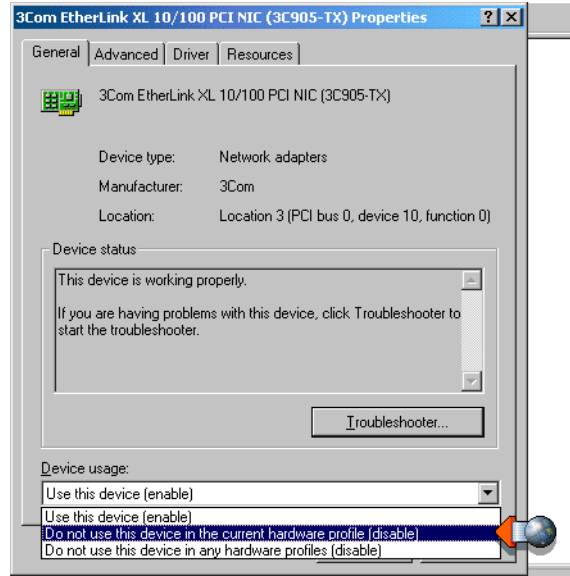 3Com EtherLink XL 10/100 PCI NIC (3C905-TX) Properties
General Advanced Driver Resources
3Com EtherLink XL 10/100 PCI NIC (3C905-TX)
Device type: Network adapters
Manufacturer: 3Com
Location: Location 3 (PCI bus 0, device 10, function 0)
Device status
This device is working properly.
If you are having problems with this device, click Troubleshooter to
start the troubleshooter.
Troubleshooter...
Device usage:
Use this device (enable)
Use this device (enable)
Do not use this device in the current hardware profile (disable)
Do not use this device in any hardware profiles (disable)